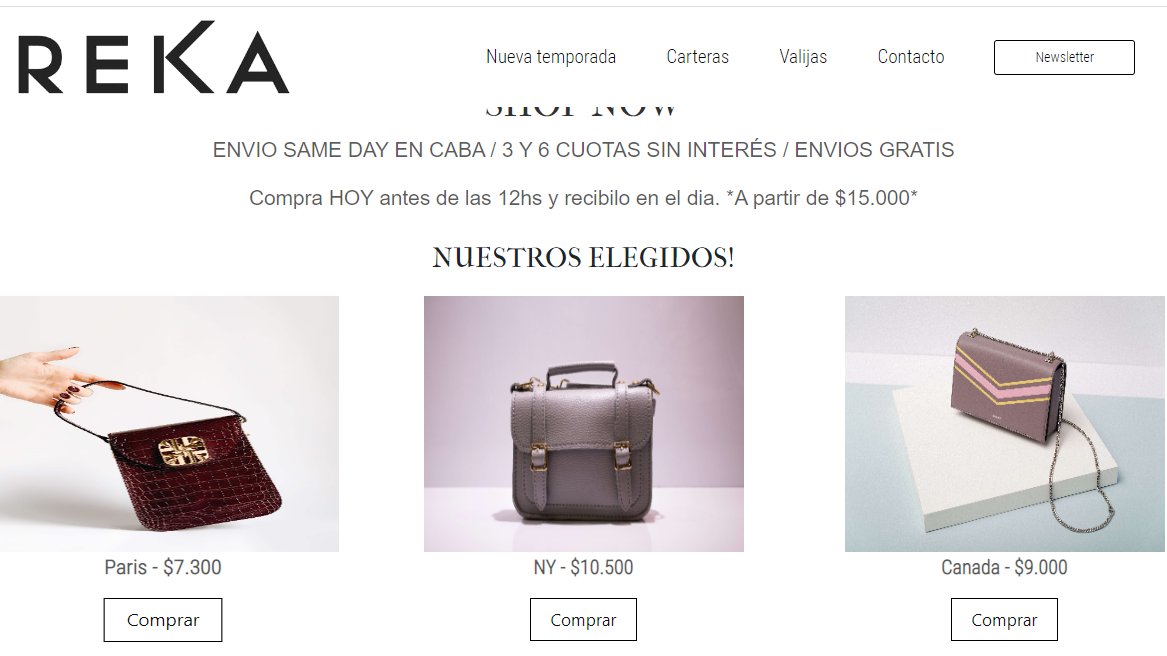 REKA
Nueva temporada
Carteras
Valijas
Contacto
Newsletter
SHOP NOW
ENVIO SAME DAY EN CABA / 3 Y 6 CUOTAS SIN INTERÉS / ENVIOS GRATIS
Compra HOY antes de las 12hs y recibilo en el dia. *A partir de $15.000*
NUESTROS ELEGIDOS!
Paris - $7.300
NY - $10.500
Canada - $9.000
Comprar
Comprar
Comprar